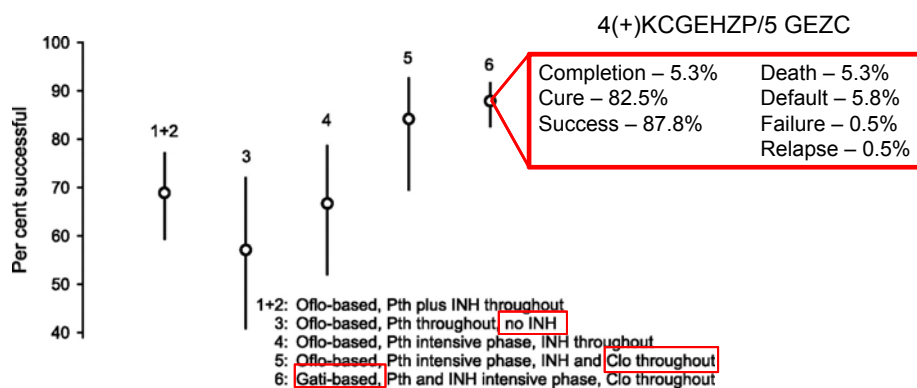 4(+)KCGEHZP/5 GEZC
Completion – 5.3%
Cure – 82.5%
Success – 87.8%
Death – 5.3%
Default – 5.8%
Failure – 0.5%
Relapse – 0.5%
Per cent successful
100
90
80
70
60
50
40
1+2
3
4
5
6
1+2: Oflo-based, Pth plus INH throughout
3: Oflo-based, Pth throughout, no INH
4: Oflo-based, Pth intensive phase, INH throughout
5: Oflo-based, Pth intensive phase, INH and Clo throughout
6: Gati-based, Pth and INH intensive phase, Clo throughout